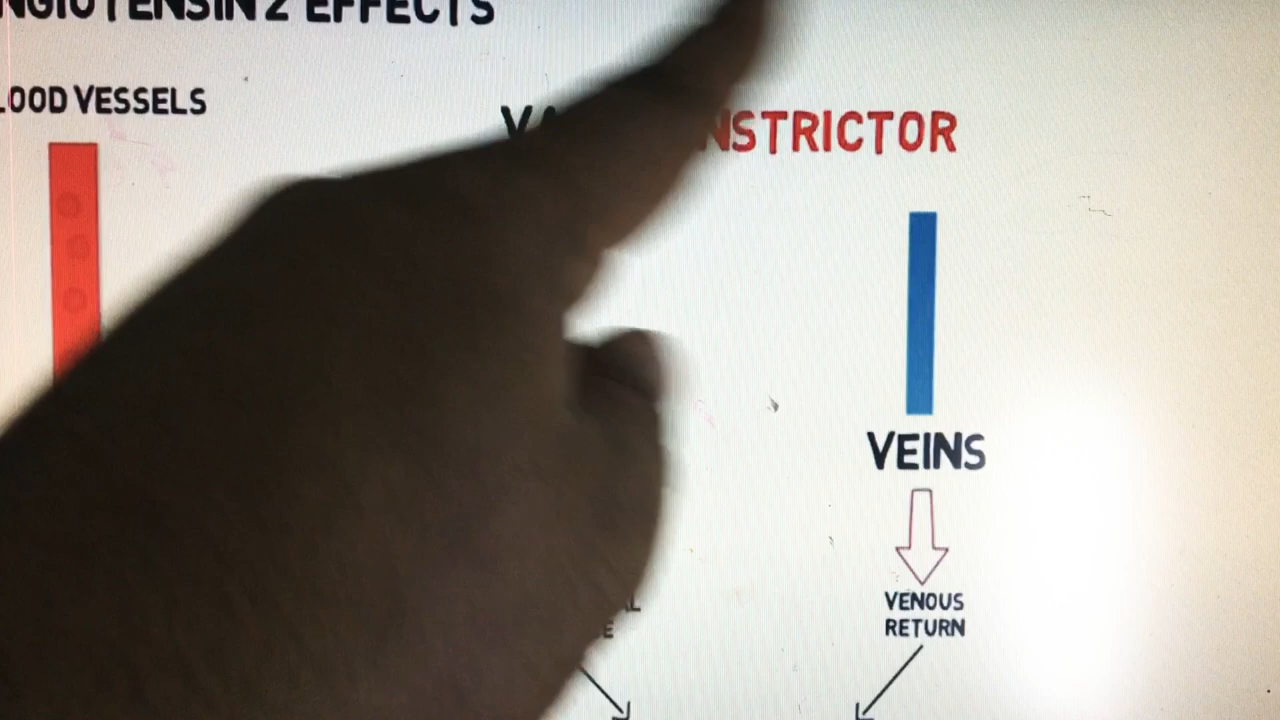 NGIOTENSIN 2 EFFECTS
LOOD VESSELS
NSTRICTOR
VEINS
VENOUS
RETURN